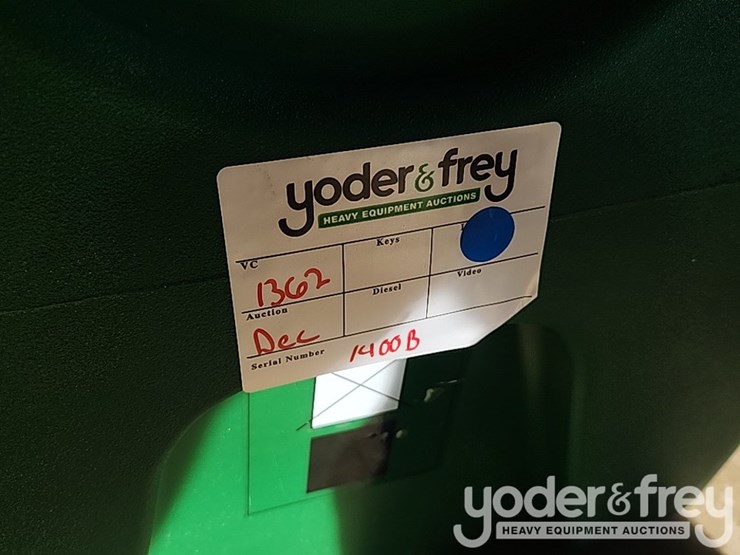 yoder & frey
HEAVY EQUIPMENT AUCTIONS
VC Keys
1362
Auction Diesel Video
Dec
Serial Number 1400B
yoder & frey
HEAVY EQUIPMENT AUCTIONS